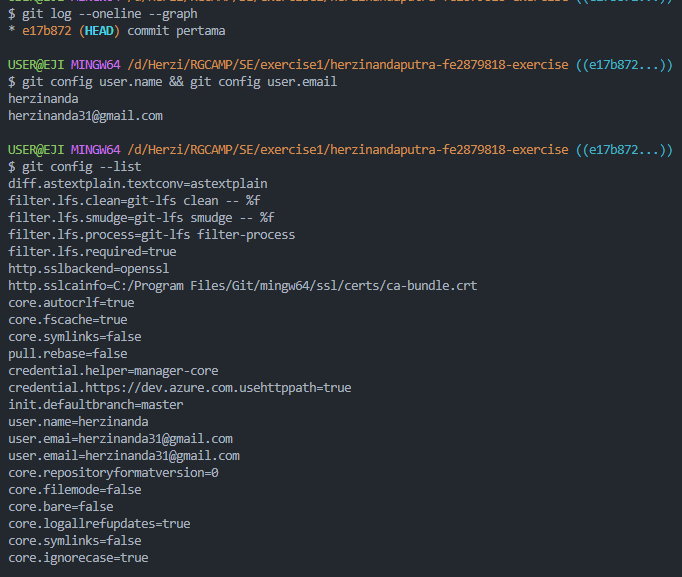 $ git log --oneline --graph
* e17b872 (HEAD) commit pertama
USER@EJI MINGW64 /d/Herzi/RGCAMP/SE/exercise1/herzinandaputra-fe2879818-exercise ((e17b872...))
$ git config user.name && git config user.email
herzinanda
herzinanda31@gmail.com
USER@EJI MINGW64 /d/Herzi/RGCAMP/SE/exercise1/herzinandaputra-fe2879818-exercise ((e17b872...))
$ git config --list
diff.astextplain.textconv=astextplain
filter.lfs.clean=git-lfs clean -- %f
filter.lfs.smudge=git-lfs smudge -- %f
filter.lfs.process=git-lfs filter-process
filter.lfs.required=true
http.sslbackend=openssl
http.sslcainfo=C:/Program Files/Git/mingw64/ssl/certs/ca-bundle.crt
core.autocrlf=true
core.fscache=true
core.symlinks=false
pull.rebase=false
credential.helper=manager-core
credential.https://dev.azure.com.usehttppath=true
init.defaultbranch=master
user.name=herzinanda
user.emai=herzinanda31@gmail.com
user.email=herzinanda31@gmail.com
core.repositoryformatversion=0
core.filemode=false
core.bare=false
core.logallrefupdates=true
core.symlinks=false
core.ignorecase=true